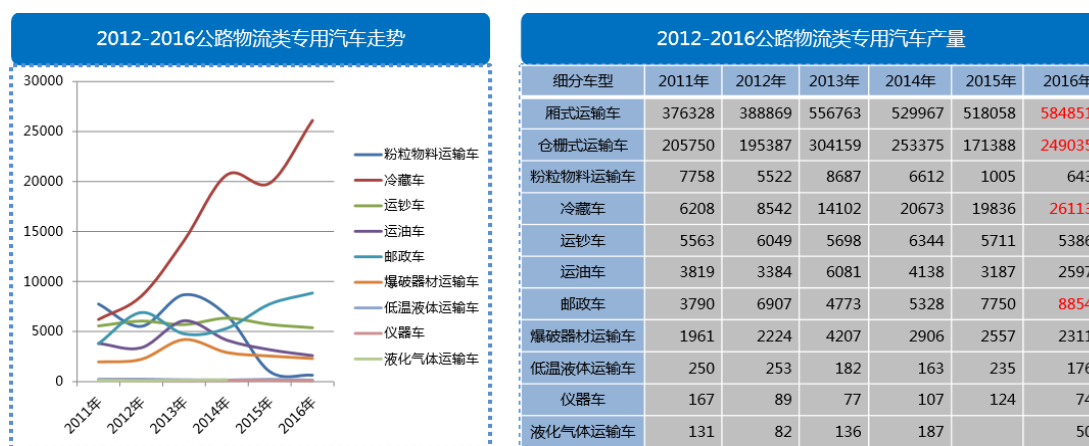 2012-2016公路物流类专用汽车走势
30000
25000
20000
15000
10000
5000
0
2011年 2012年 2013年 2014年 2015年 2016年
粉粒物料运输车
冷藏车
运钞车
运油车
邮政车
爆破器材运输车
低温液体运输车
仪器车
液化气体运输车
2012-2016公路物流类专用汽车产量
细分车型 2011年 2012年 2013年 2014年 2015年 2016年
厢式运输车 376328 388869 556763 529967 518058 584851
仓栅式运输车 205750 195387 304159 253375 171388 249035
粉粒物料运输车 7758 5522 8687 6612 1005 643
冷藏车 6208 8542 14102 20673 19836 26113
运钞车 5563 6049 5698 6344 5711 5386
运油车 3819 3384 6081 4138 3187 2597
邮政车 3790 6907 4773 5328 7750 8854
爆破器材运输车 1961 2224 4207 2906 2557 2311
低温液体运输车 250 253 182 163 235 176
仪器车 167 89 77 107 124 74
液化气体运输车 131 82 136 187